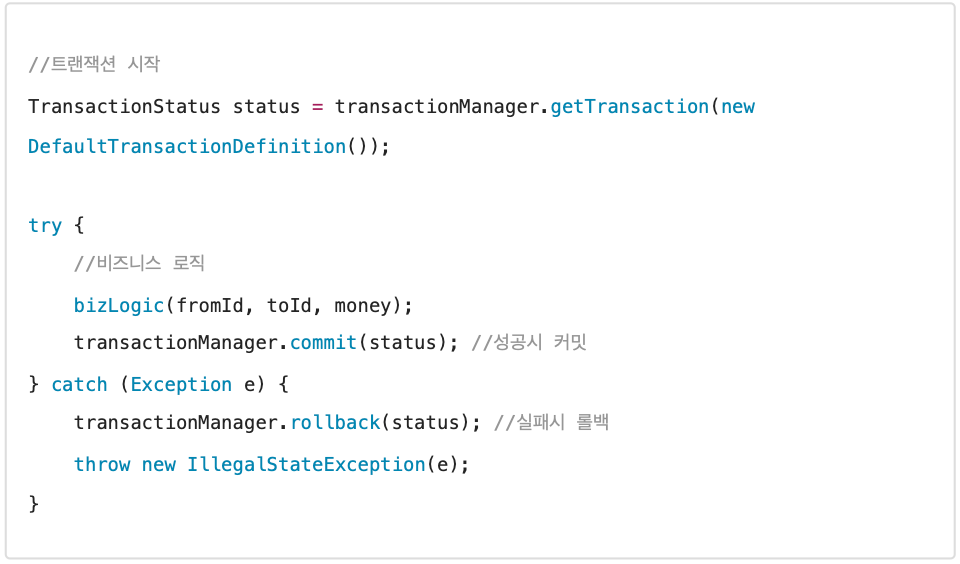 //트랜잭션 시작
TransactionStatus status = transactionManager.getTransaction(new
DefaultTransactionDefinition());
try {
//비즈니스 로직
bizLogic(fromId, toId, money);
transactionManager.commit(status); //성공시 커밋
} catch (Exception e) {
transactionManager.rollback(status); //실패시 롤백
throw new IllegalStateException(e);
}